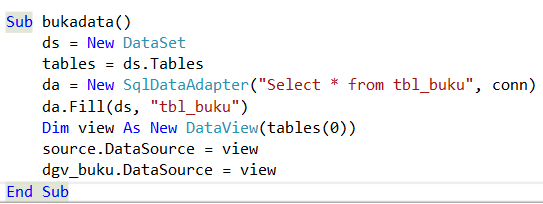 Sub bukadata()
ds = New DataSet
tables = ds.Tables
da = New SqlDataAdapter("Select * from tbl_buku", conn)
da.Fill(ds, "tbl_buku")
Dim view As New DataView(tables(0))
source.DataSource = view
dgv_buku.DataSource = view
End Sub